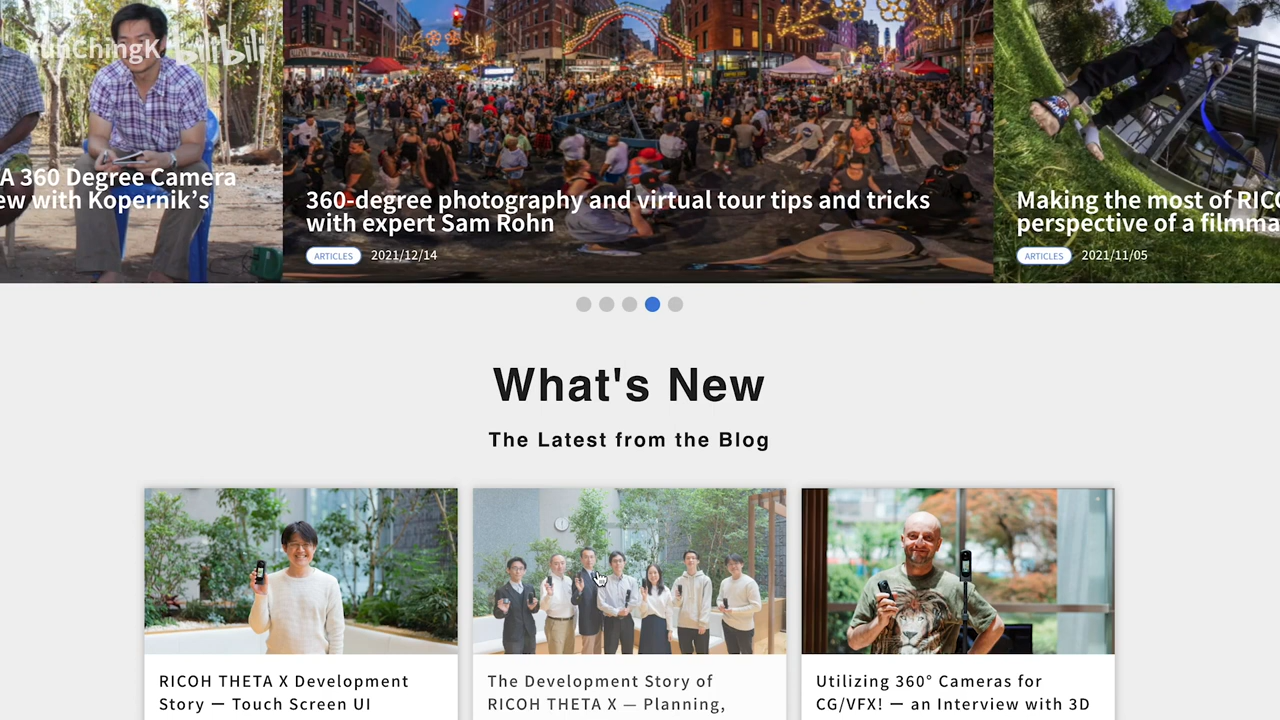 YunChingK bilibili
A 360 Degree Camera
ew with Kopernik's
360-degree photography and virtual tour tips and tricks
with expert Sam Rohn
ARTICLES 2021/12/14
Making the most of RICO
perspective of a filmma
ARTICLES 2021/11/05
What's New
The Latest from the Blog
RICOH THETA X Development
Story — Touch Screen UI
The Development Story of
RICOH THETA X — Planning,
Utilizing 360° Cameras for
CG/VFX! — an Interview with 3D